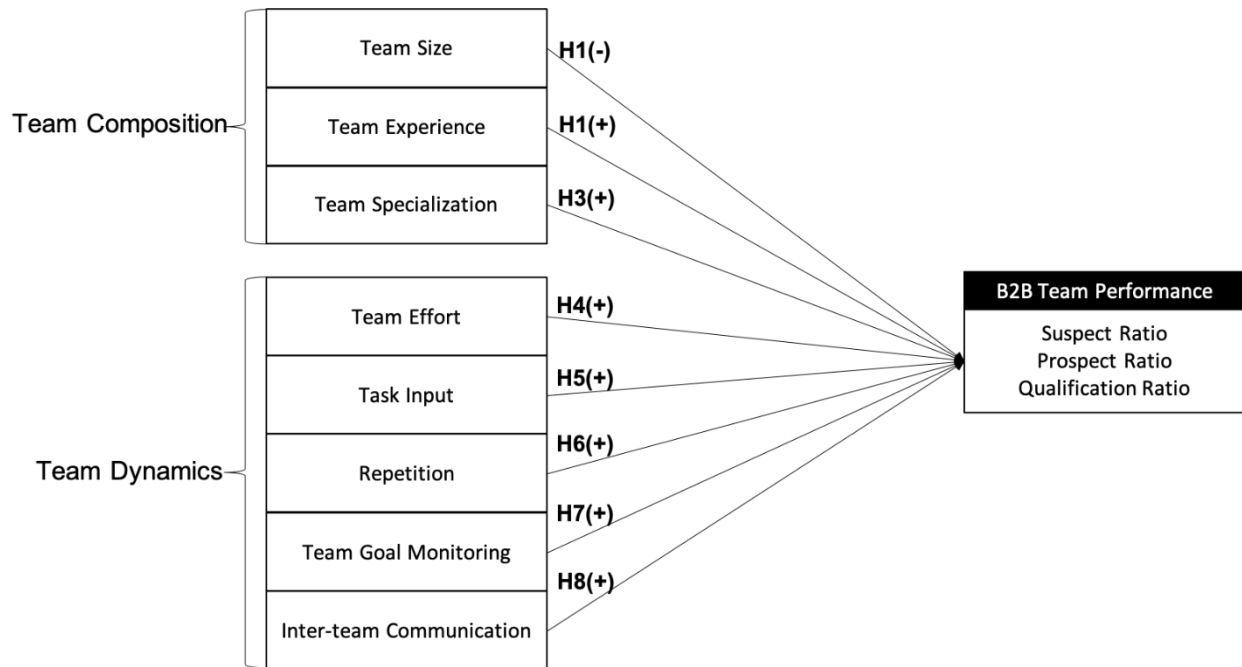 Team Composition
Team Size
H1(-)
Team Experience
H1(+)
Team Specialization
H3(+)
Team Dynamics
Team Effort
H4(+)
Task Input
H5(+)
Repetition
H6(+)
Team Goal Monitoring
H7(+)
Inter-team Communication
H8(+)
B2B Team Performance
Suspect Ratio
Prospect Ratio
Qualification Ratio